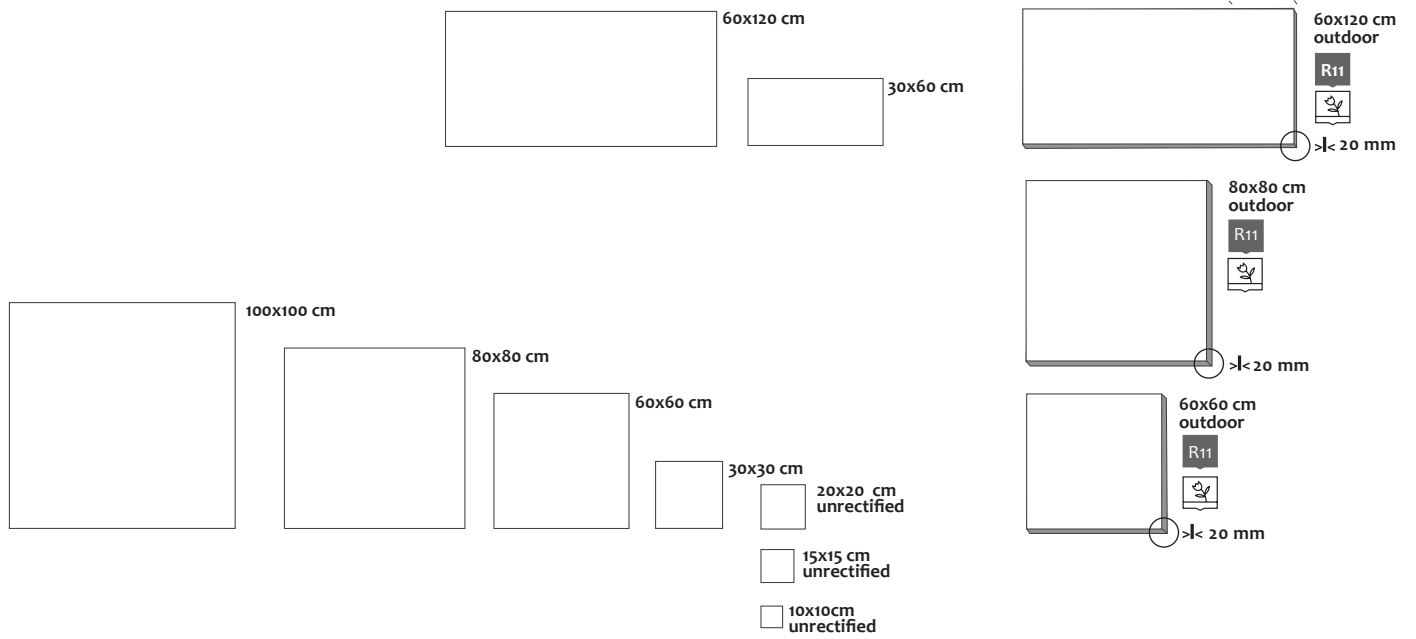 60x120 cm
30x60 cm
60x120 cm
outdoor
R11
>I< 20 mm
80x80 cm
outdoor
R11
>I< 20 mm
100x100 cm
80x80 cm
60x60 cm
30x30 cm
20x20  cm
unrectified
15x15 cm
unrectified
10x10cm
unrectified
60x60 cm
outdoor
R11
>I< 20 mm